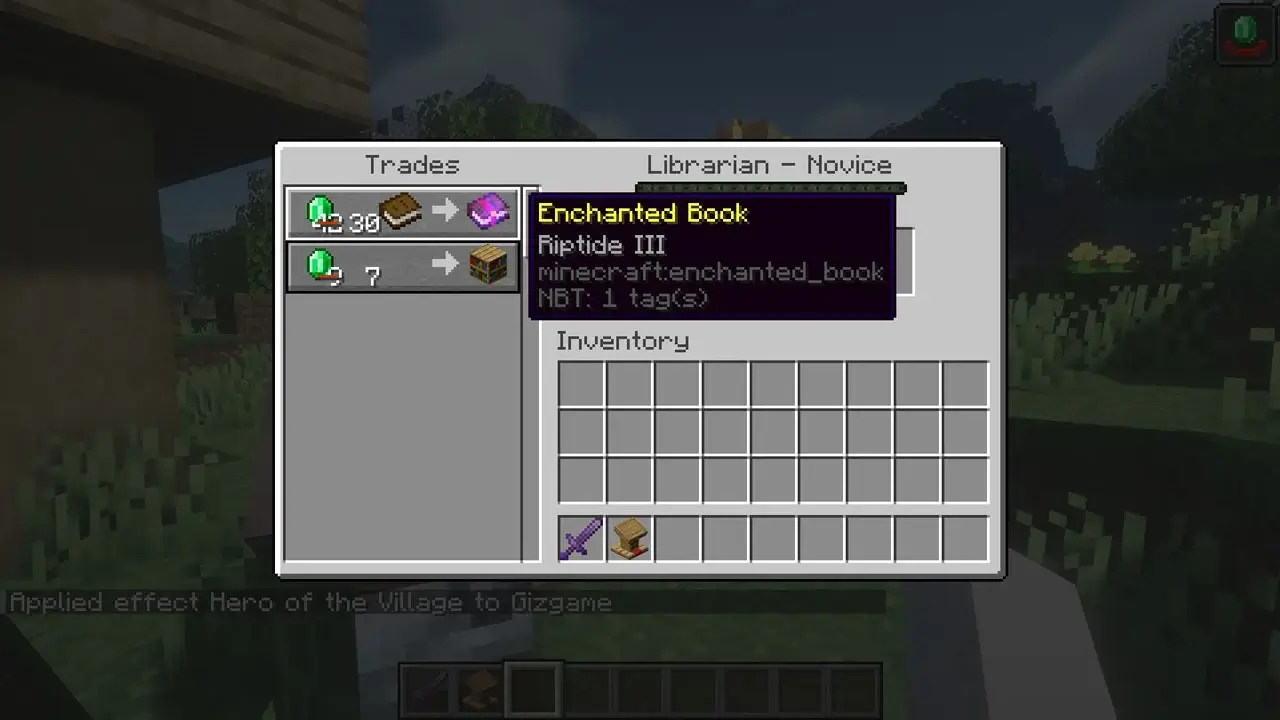 Trades
Librarian - Novice
42 30
Enchanted Book
Riptide III
minecraft:enchanted_book
NBT: 1 tag(s)
9 7
Inventory
Applied effect Hero of the Village to Gizgame